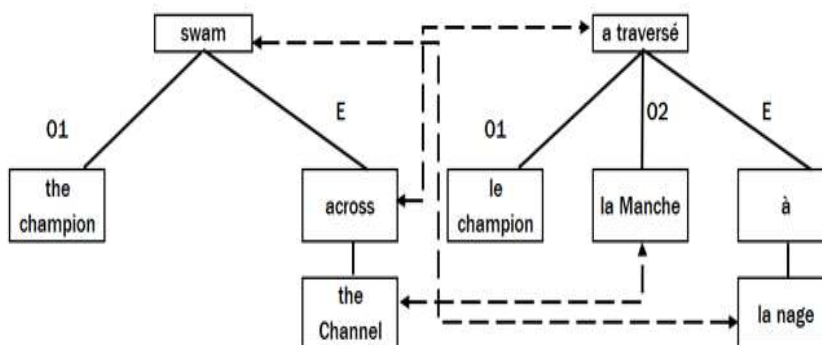 swam
a traversé
O1
E
O1
O2
E
the
champion
across
le
champion
la Manche
à
the
Channel
la nage